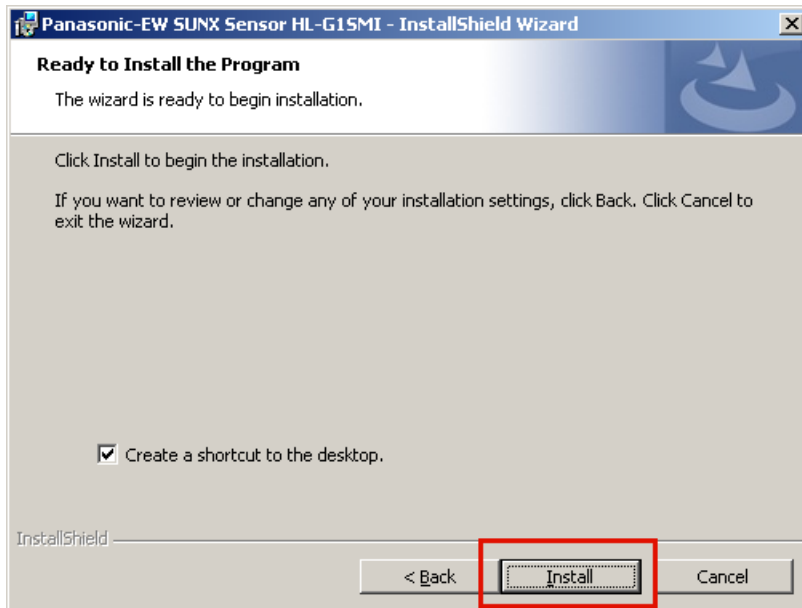 Panasonic-EW SUNX Sensor HL-G1SMI - InstallShield Wizard
Ready to Install the Program
The wizard is ready to begin installation.
Click Install to begin the installation.
If you want to review or change any of your installation settings, click Back. Click Cancel to
exit the wizard.
Create a shortcut to the desktop.
InstallShield
< Back
Install
Cancel